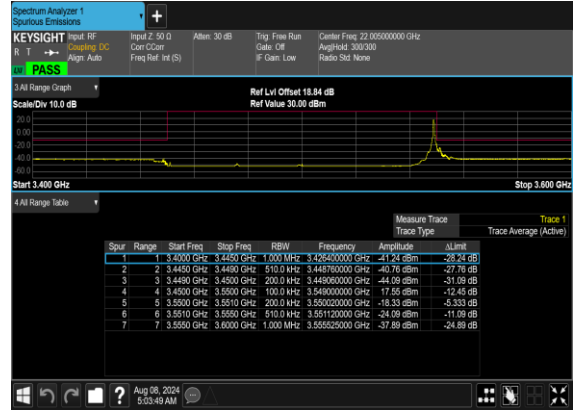 Spectrum Analyzer 1
Spurious Emissions
KEYSIGHT Input: RF Input Z: 50 Ω Atten: 30 dB Trig: Free Run Center Freq: 22.005000000 GHz
R T Coupling: DC Corr CCorr Gate: Off Avg|Hold: 300/300
Align: Auto Freq Ref: Int (S) IF Gain: Low Radio Std: None
PASS
3 All Range Graph Ref Lvl Offset 18.84 dB
Scale/Div 10.0 dB Ref Value 30.00 dBm
20.0
0.00
-20.0
-40.0
-60.0
Start 3.400 GHz Stop 3.600 GHz
4 All Range Table
Measure Trace Trace 1
Trace Type Trace Average (Active)
Spur Range Start Freq Stop Freq RBW Frequency Amplitude ΔLimit
1 1 3.4000 GHz 3.4450 GHz 1.000 MHz 3.426400000 GHz -41.24 dBm -28.24 dB
2 2 3.4450 GHz 3.4490 GHz 510.0 kHz 3.448760000 GHz -40.76 dBm -27.76 dB
3 3 3.4490 GHz 3.4500 GHz 200.0 kHz 3.449060000 GHz -44.09 dBm -31.09 dB
4 4 3.4500 GHz 3.5500 GHz 100.0 kHz 3.549000000 GHz 17.55 dBm -12.45 dB
5 5 3.5500 GHz 3.5510 GHz 200.0 kHz 3.550020000 GHz -18.33 dBm -5.333 dB
6 6 3.5510 GHz 3.5550 GHz 510.0 kHz 3.551120000 GHz -24.09 dBm -11.09 dB
7 7 3.5550 GHz 3.6000 GHz 1.000 MHz 3.555525000 GHz -37.89 dBm -24.89 dB
? Aug 08, 2024
5:03:49 AM